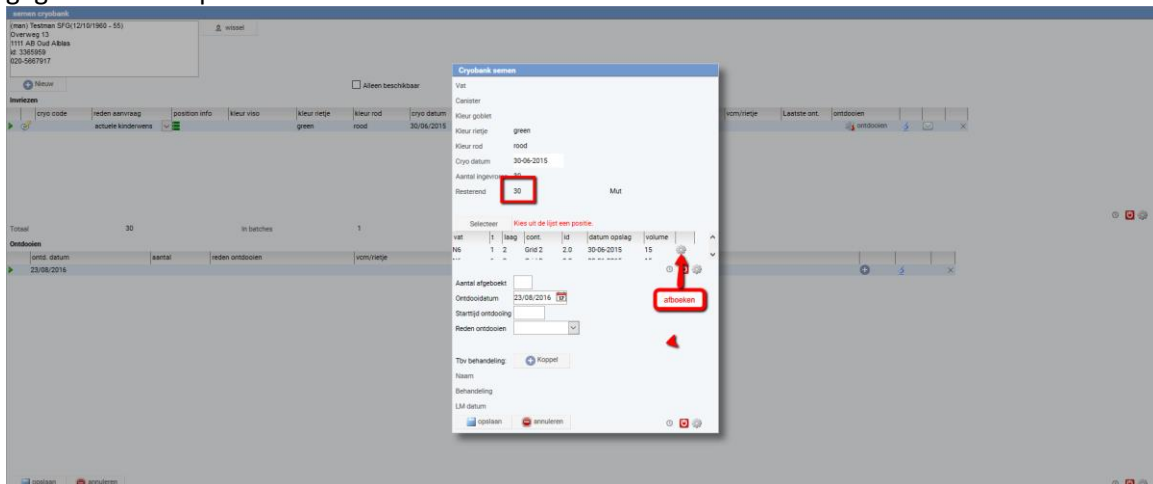 semen cryobank
(man) Testman SFG(12/10/1960 - 55)
Overweg 13
1111 AB Oud Alblas
id: 3365959
020-5667917
wissel
Nieuw
Alleen beschikbaar
Invriezen
cryo code reden aanvraag position info kleur viso kleur rietje kleur rod cryo datum vcm/rietje Laatste ont. ontdooien
actuele kinderwens green rood 30/06/2015 ontdooien
Totaal 30 In batches 1
Ontdooien
ontd. datum aantal reden ontdooien vcm/rietje
23/08/2016
opslaan annuleren
Cryobank semen
Vat
Canister
Kleur goblet
Kleur rietje green
Kleur rod rood
Cryo datum 30-06-2015
Aantal ingevroren 30
Resterend 30 Mut
Selecteer Kies uit de lijst een positie.
vat 1 laag cont. id datum opslag volume
N6 1 2 Grid 2 2.0 30-06-2015 15
Aantal afgeboekt
Ontdooidatum 23/08/2016
afboeken
Starttijd ontdooing
Reden ontdooien
Tbv behandeling: Koppel
Naam
Behandeling
LM datum
opslaan annuleren